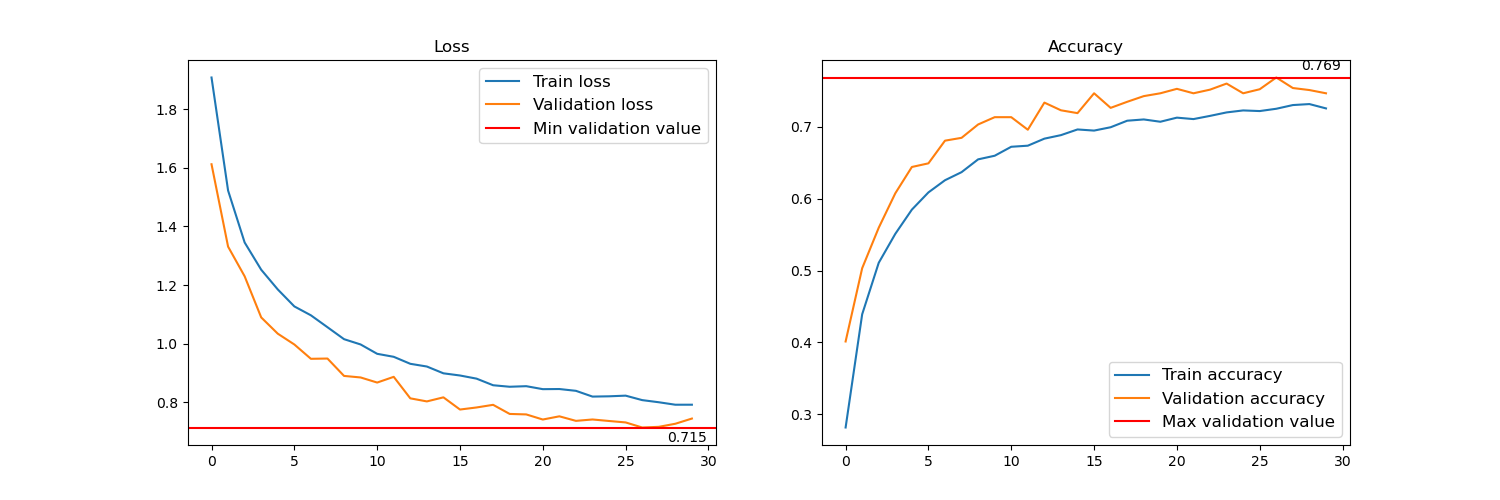 Loss
Train loss
Validation loss
Min validation value
1.8
1.6
1.4
1.2
1.0
0.8
0.715
0 5 10 15 20 25 30
Accuracy
0.769
0.7
0.6
0.5
0.4
0.3
Train accuracy
Validation accuracy
Max validation value
0 5 10 15 20 25 30